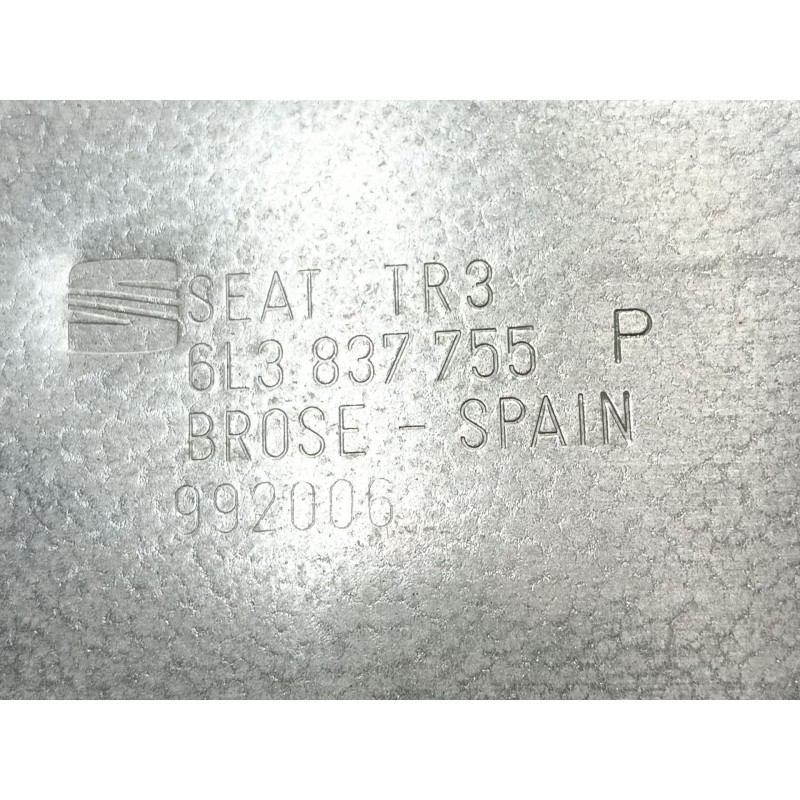 SEAT TR3
6L3 837 755 P
BROSE - SPAIN
992006